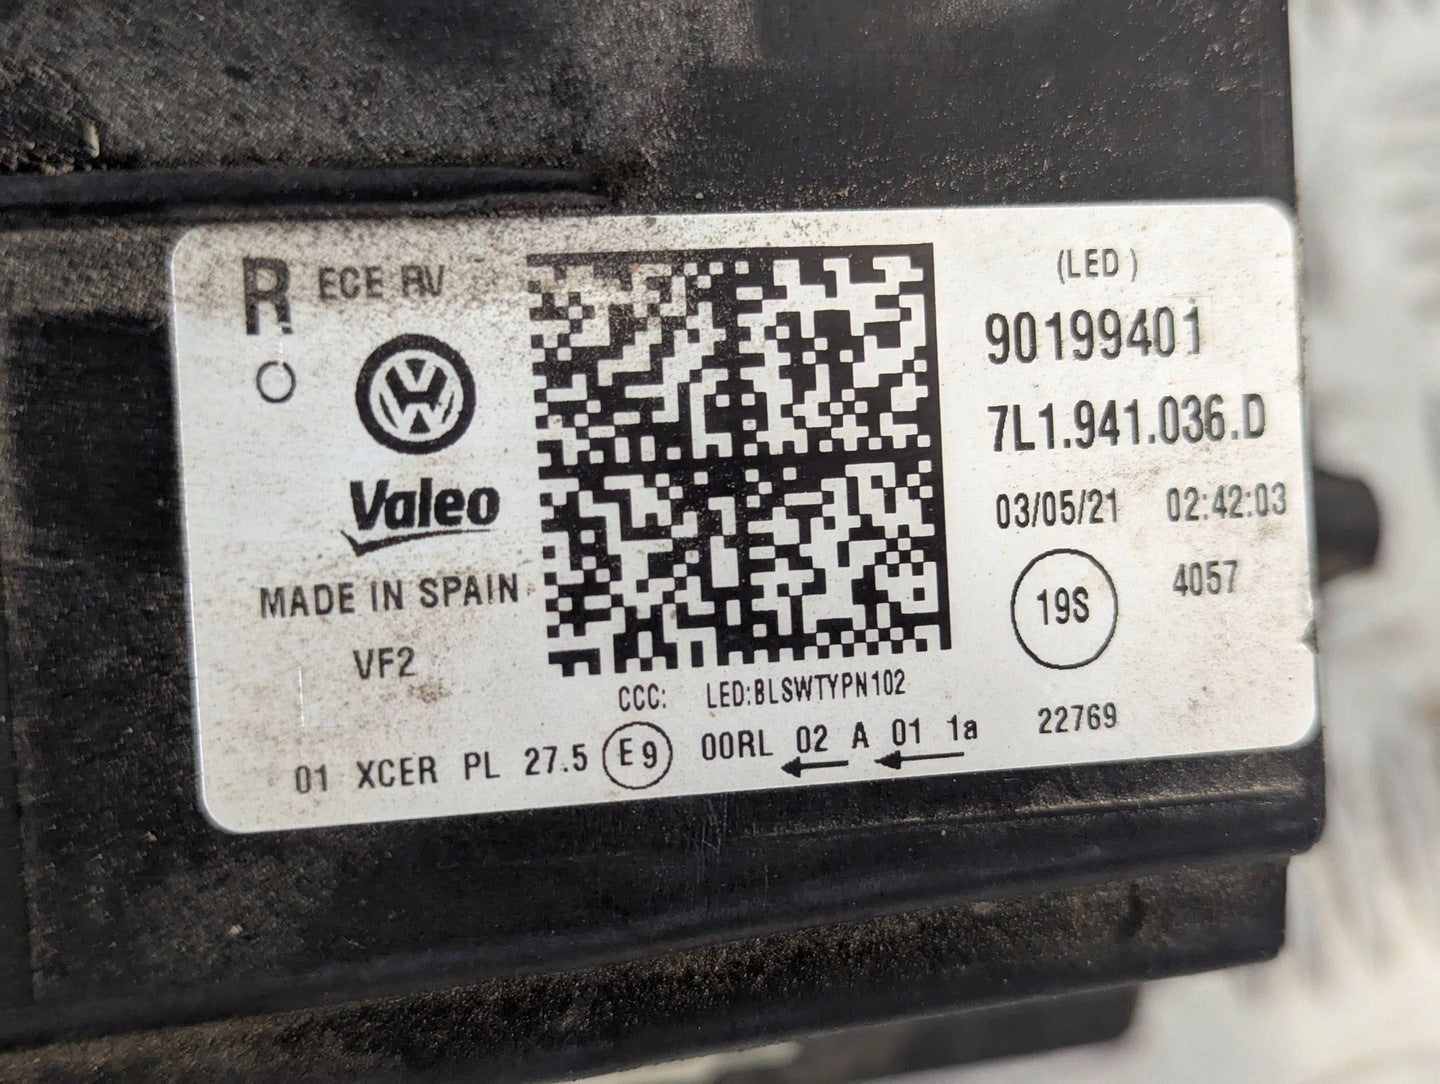 R ECE RV
(LED)
90199401
7L1.941.036.D
Valeo
03/05/21 02:42:03
MADE IN SPAIN
19S
4057
VF2
CCC: LED:BLSWTYPN102
01 XCER PL 27.5 E9 00RL 02 A 01 1a
22769